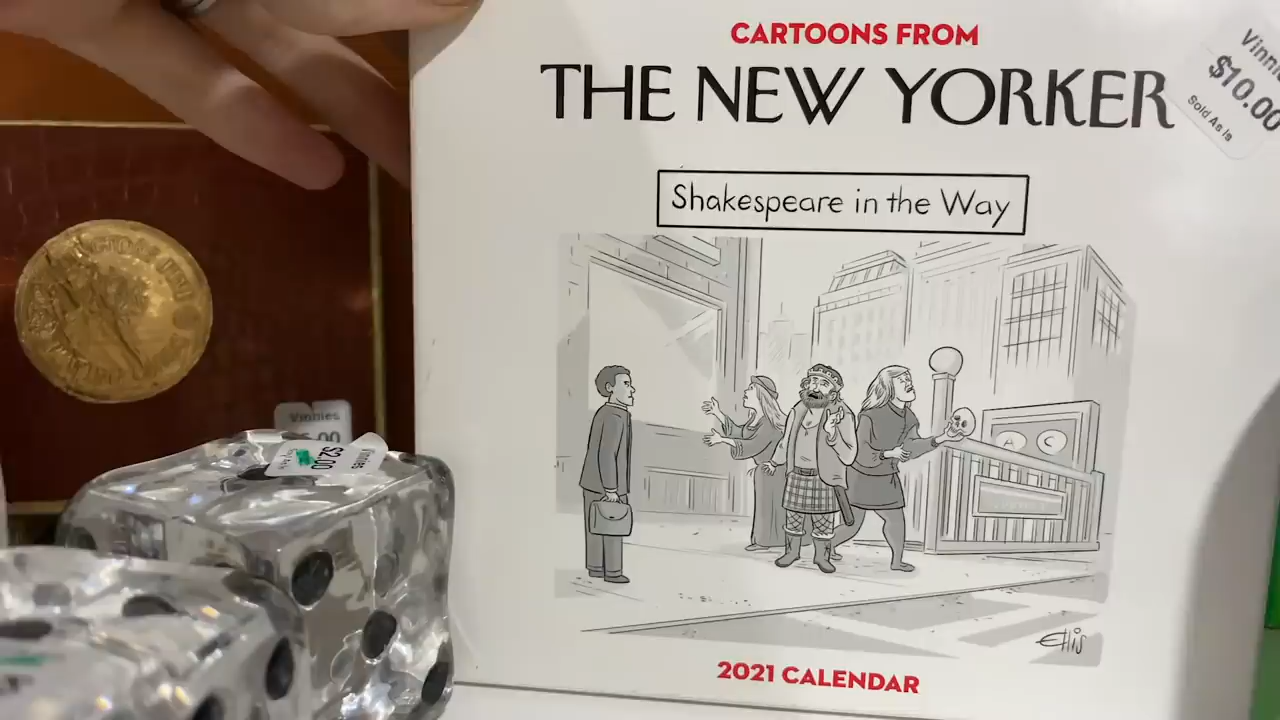 CARTOONS FROM
THE NEW YORKER
Vinnies
$10.00
Sold As Is
Shakespeare in the Way
A C
Ellis
2021 CALENDAR
Vinnies
$2.00